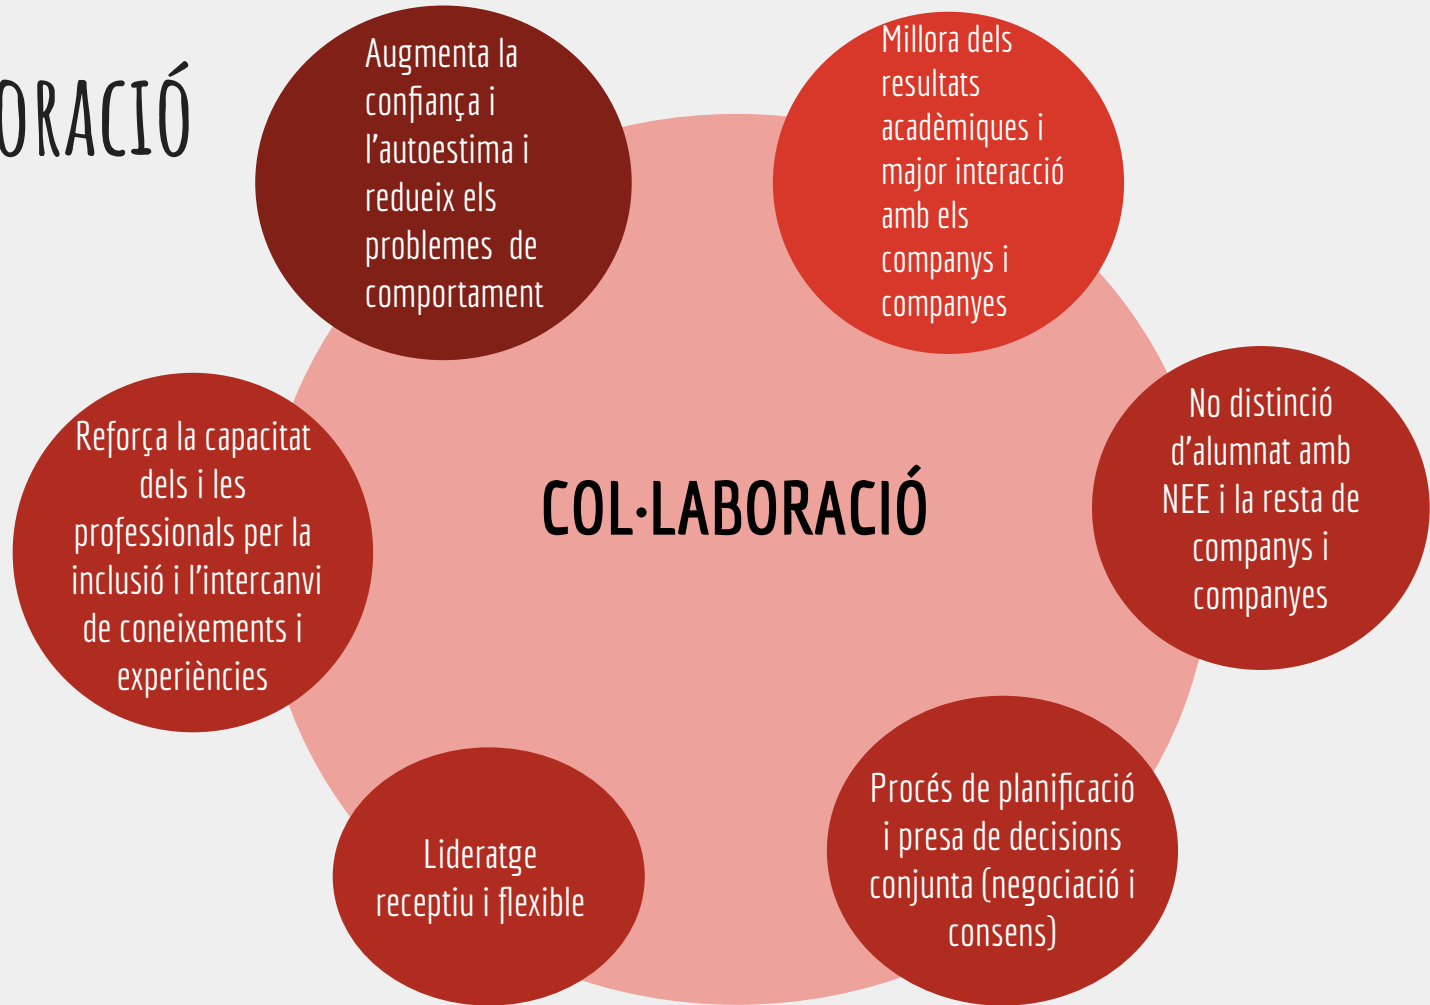 ORACIÓ
Augmenta la
confiança i
l'autoestima i
redueix els
problemes de
comportament
Millora dels
resultats
acadèmiques i
major interacció
amb els
companys i
companyes
Reforça la capacitat
dels i les
professionals per la
inclusió i l'intercanvi
de coneixements i
experiències
COL·LABORACIÓ
No distinció
d'alumnat amb
NEE i la resta de
companys i
companyes
Lideratge
receptiu i flexible
Procés de planificació
i presa de decisions
conjunta (negociació i
consens)